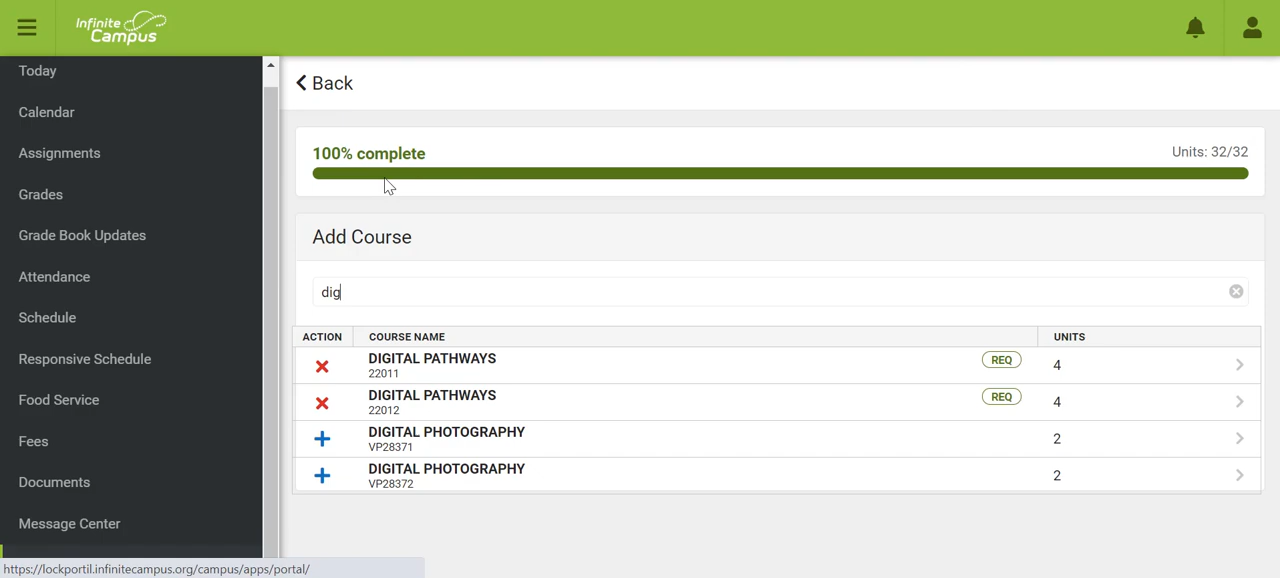 Infinite
Campus
Today
Calendar
Assignments
Grades
Grade Book Updates
Attendance
Schedule
Responsive Schedule
Food Service
Fees
Documents
Message Center
https://lockportil.infinitecampus.org/campus/apps/portal/
Back
100% complete
Units: 32/32
Add Course
dig
ACTION COURSE NAME UNITS
DIGITAL PATHWAYS REQ 4
22011
DIGITAL PATHWAYS REQ 4
22012
DIGITAL PHOTOGRAPHY 2
VP28371
DIGITAL PHOTOGRAPHY 2
VP28372